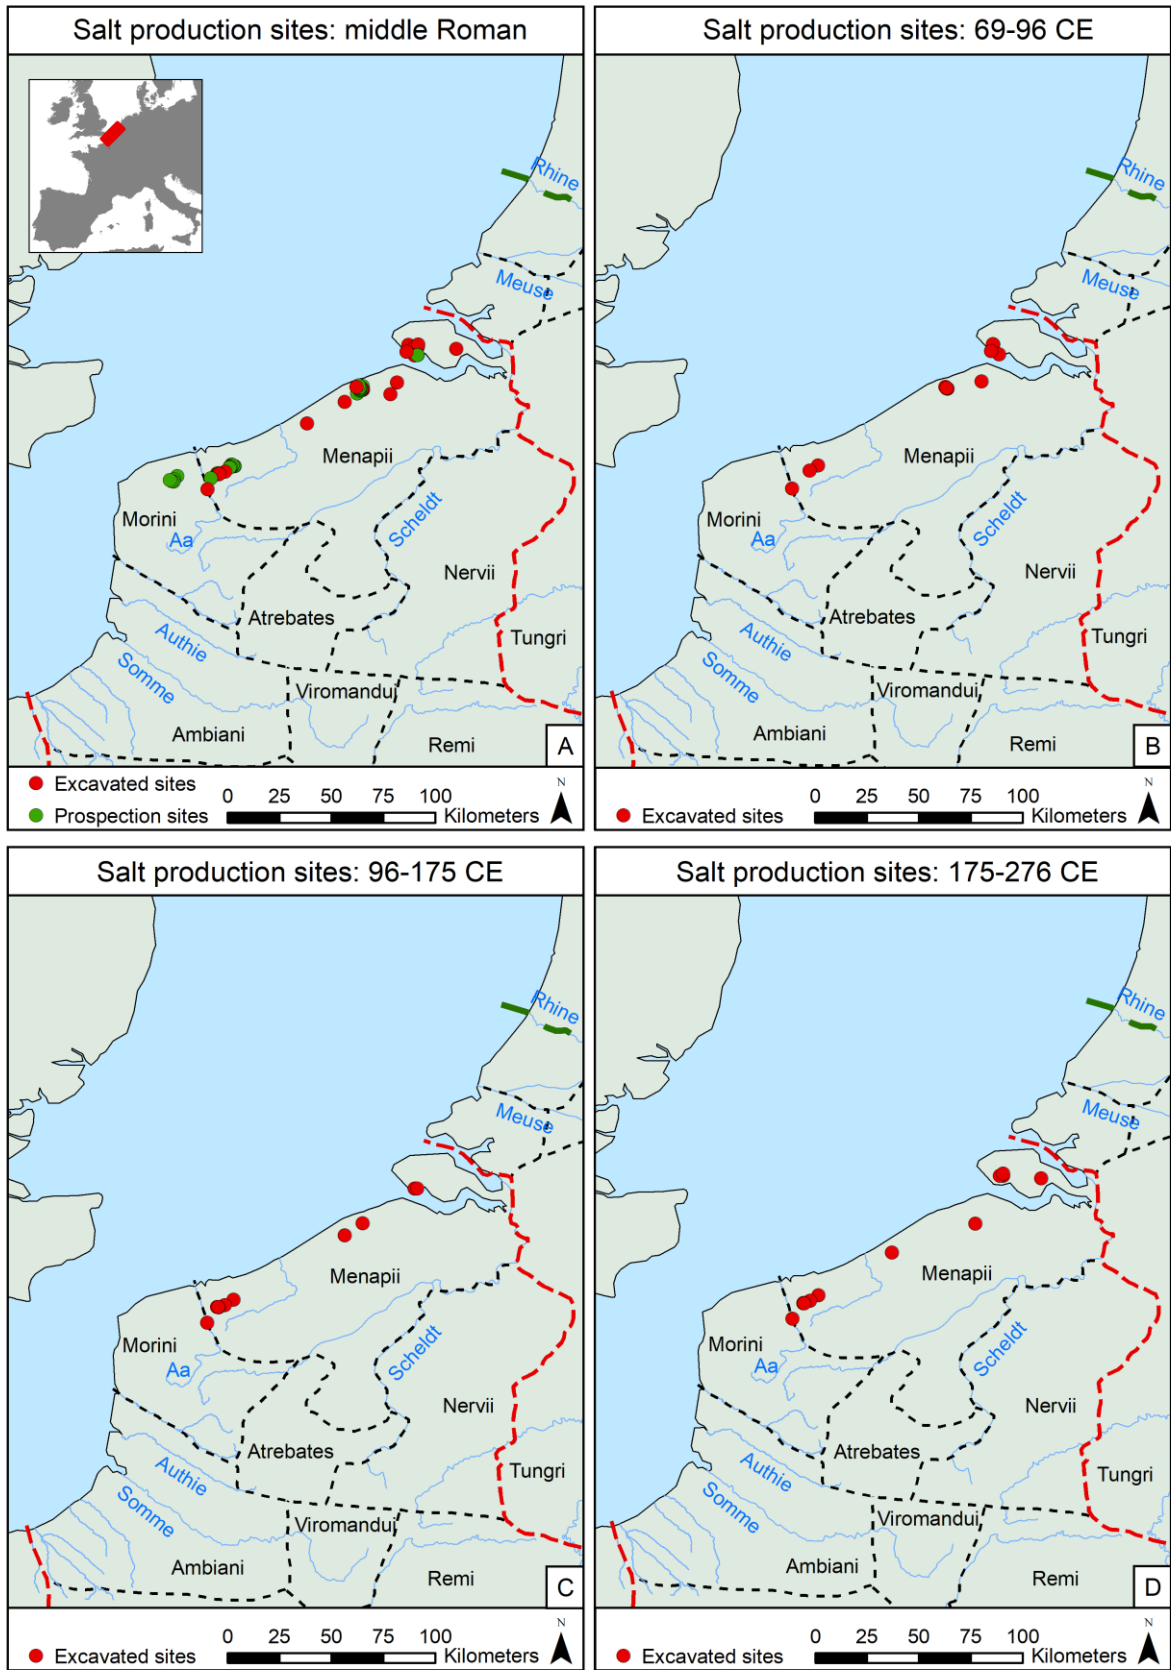 Salt production sites: middle Roman
Rhine
Meuse
Menapii
Scheldt
Morini
Aa
Nervii
Atrebates
Authie
Tungri
Somme
Viromandui
Ambiani
Remi
A
Excavated sites
Prospection sites
0 25 50 75 100
Kilometers
N
Salt production sites: 69-96 CE
Rhine
Meuse
Menapii
Scheldt
Morini
Aa
Nervii
Atrebates
Authie
Tungri
Somme
Viromandui
Ambiani
Remi
B
Excavated sites
0 25 50 75 100
Kilometers
N
Salt production sites: 96-175 CE
Rhine
Meuse
Menapii
Scheldt
Morini
Aa
Nervii
Atrebates
Authie
Tungri
Somme
Viromandui
Ambiani
Remi
C
Excavated sites
0 25 50 75 100
Kilometers
N
Salt production sites: 175-276 CE
Rhine
Meuse
Menapii
Scheldt
Morini
Aa
Nervii
Atrebates
Authie
Tungri
Somme
Viromandui
Ambiani
Remi
D
Excavated sites
0 25 50 75 100
Kilometers
N